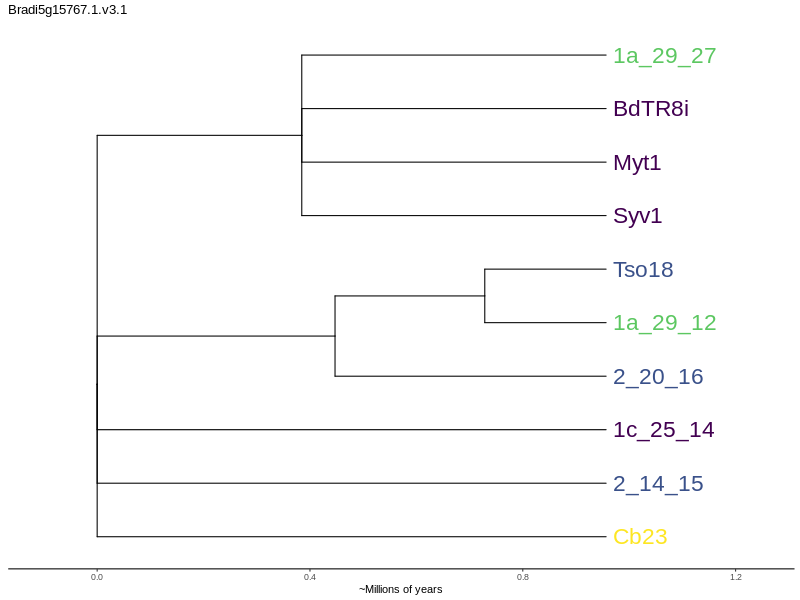 Bradi5g15767.1.v3.1
1a_29_27
BdTR8i
Myt1
Syv1
Tso18
1a_29_12
2_20_16
1c_25_14
2_14_15
Cb23
0.0 0.4 0.8 1.2
~Millions of years